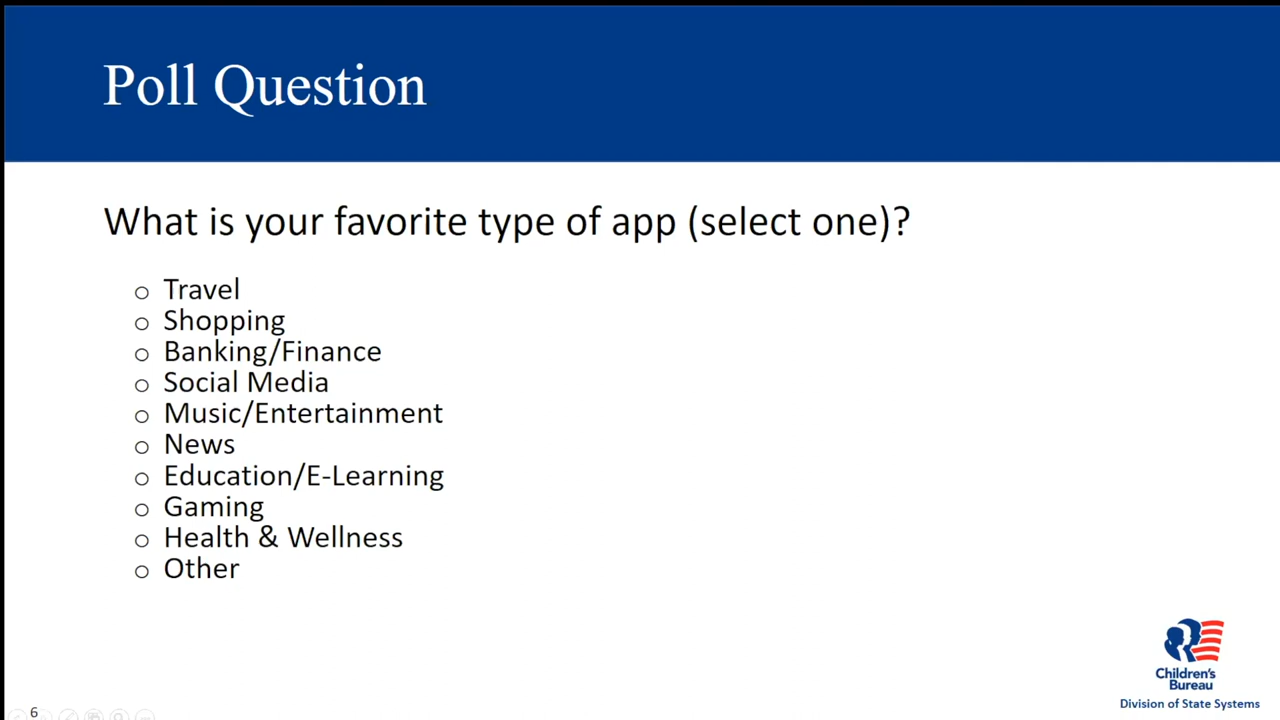 Poll Question
What is your favorite type of app (select one)?
o Travel
o Shopping
o Banking/Finance
o Social Media
o Music/Entertainment
o News
o Education/E-Learning
o Gaming
o Health & Wellness
o Other
Children's
Bureau
Division of State Systems
6